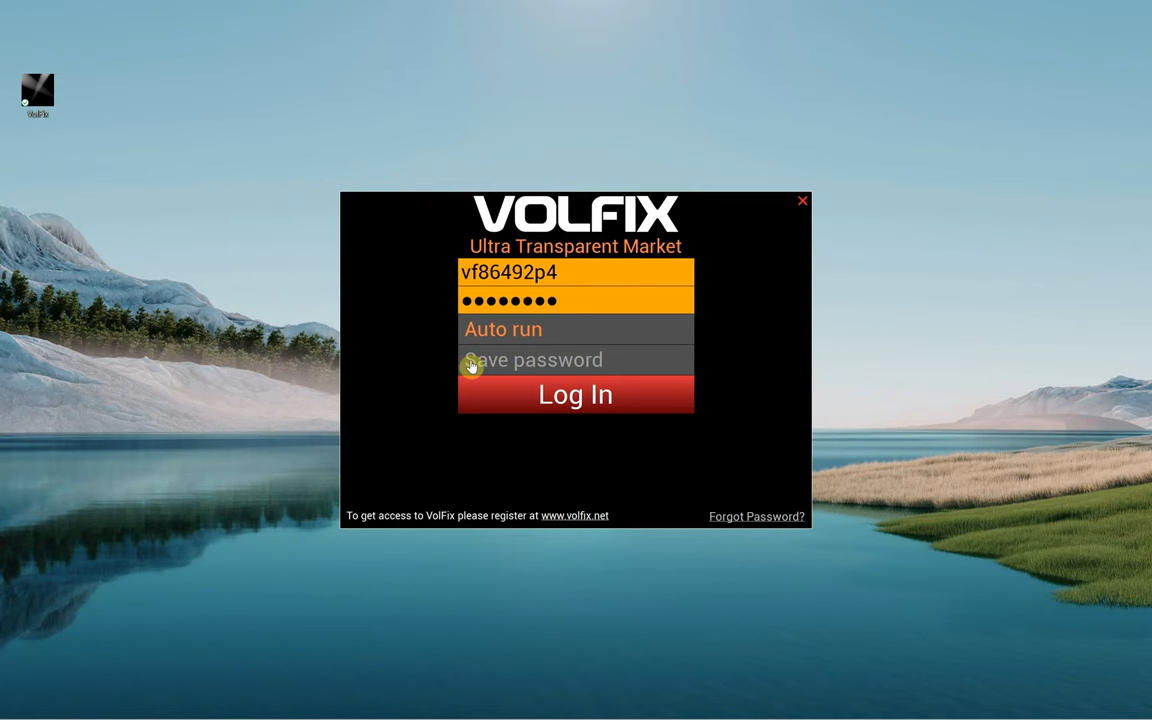 VolFix
VOLFIX
Ultra Transparent Market
vf86492p4
Auto run
Save password
Log In
To get access to VolFix please register at www.volfix.net
Forgot Password?